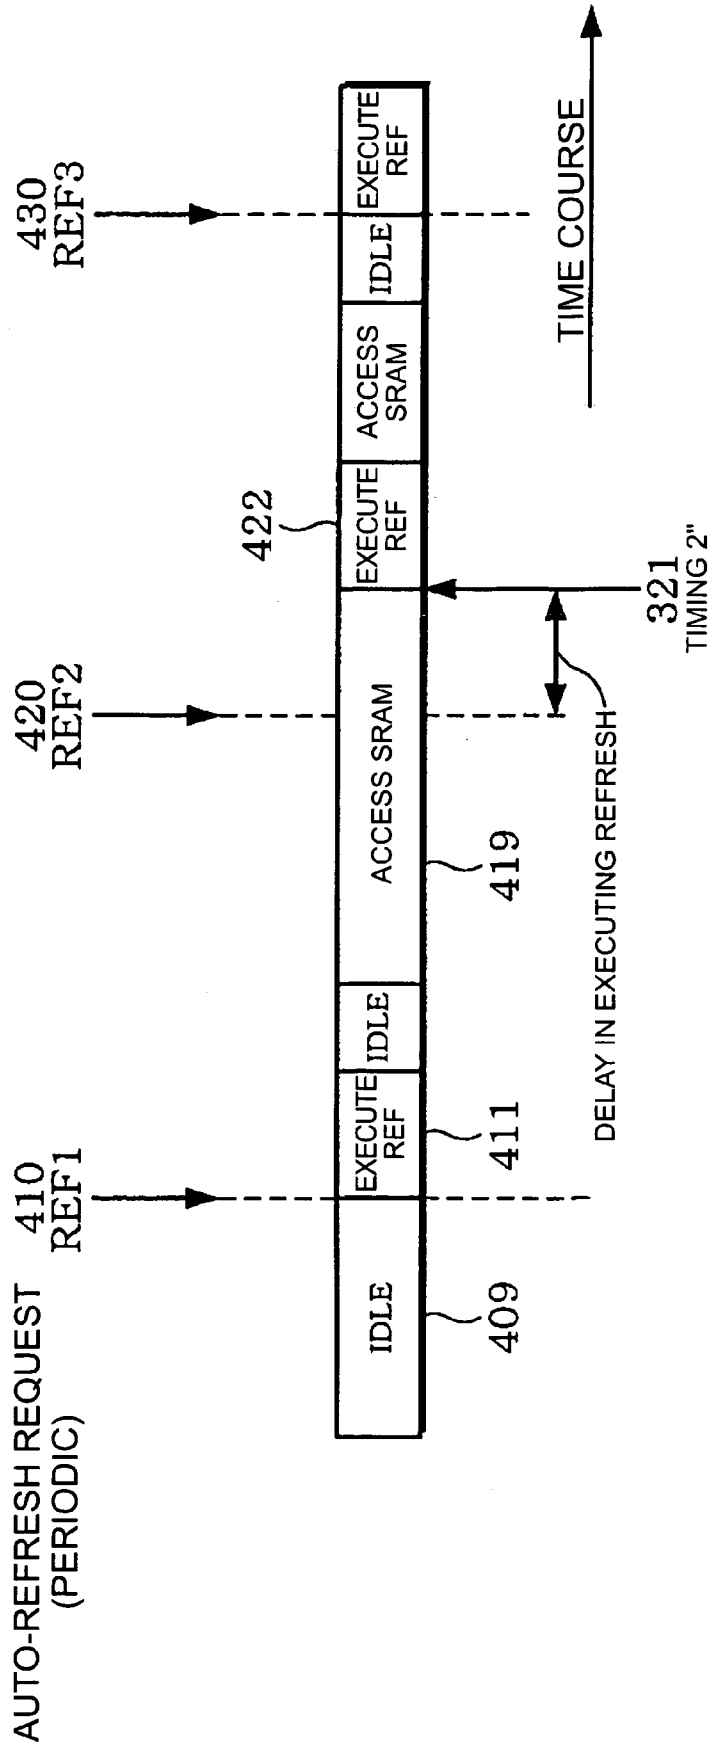 AUTO-REFRESH REQUEST
(PERIODIC)
410
REF1
420
REF2
430
REF3
422
IDLE
EXECUTE
REF
IDLE
ACCESS SRAM
EXECUTE
REF
ACCESS
SRAM
IDLE
EXECUTE
REF
409
411
419
TIME COURSE
DELAY IN EXECUTING REFRESH
321
TIMING 2"